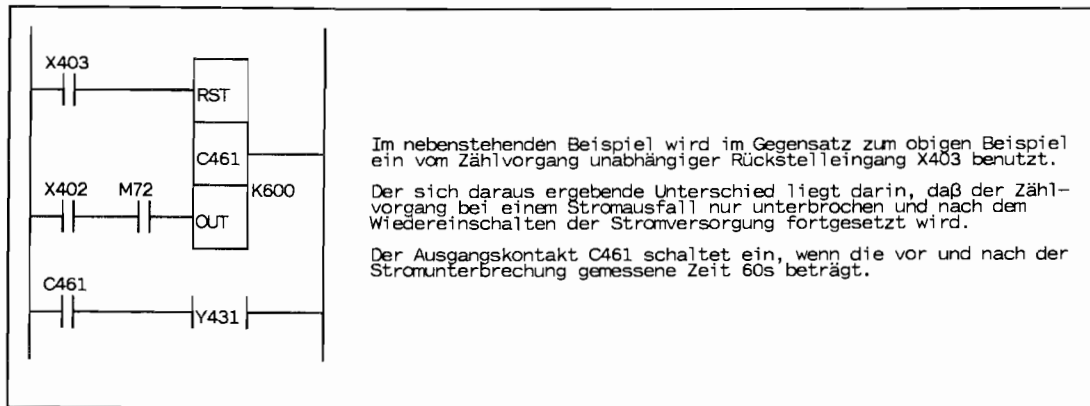 X403
RST
C461
X402 M72 K600
OUT
C461
Y431
Im nebenstehenden Beispiel wird im Gegensatz zum obigen Beispiel
ein vom Zählvorgang unabhängiger Rückstelleingang X403 benutzt.
Der sich daraus ergebende Unterschied liegt darin, daß der Zähl-
vorgang bei einem Stromausfall nur unterbrochen und nach dem
Wiedereinschalten der Stromversorgung fortgesetzt wird.
Der Ausgangskontakt C461 schaltet ein, wenn die vor und nach der
Stromunterbrechung gemessene Zeit 60s beträgt.